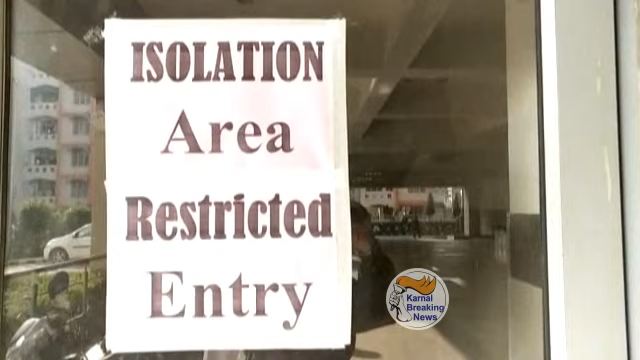 ISOLATION
Area
Restricted
Entry
Karnal
Breaking
News